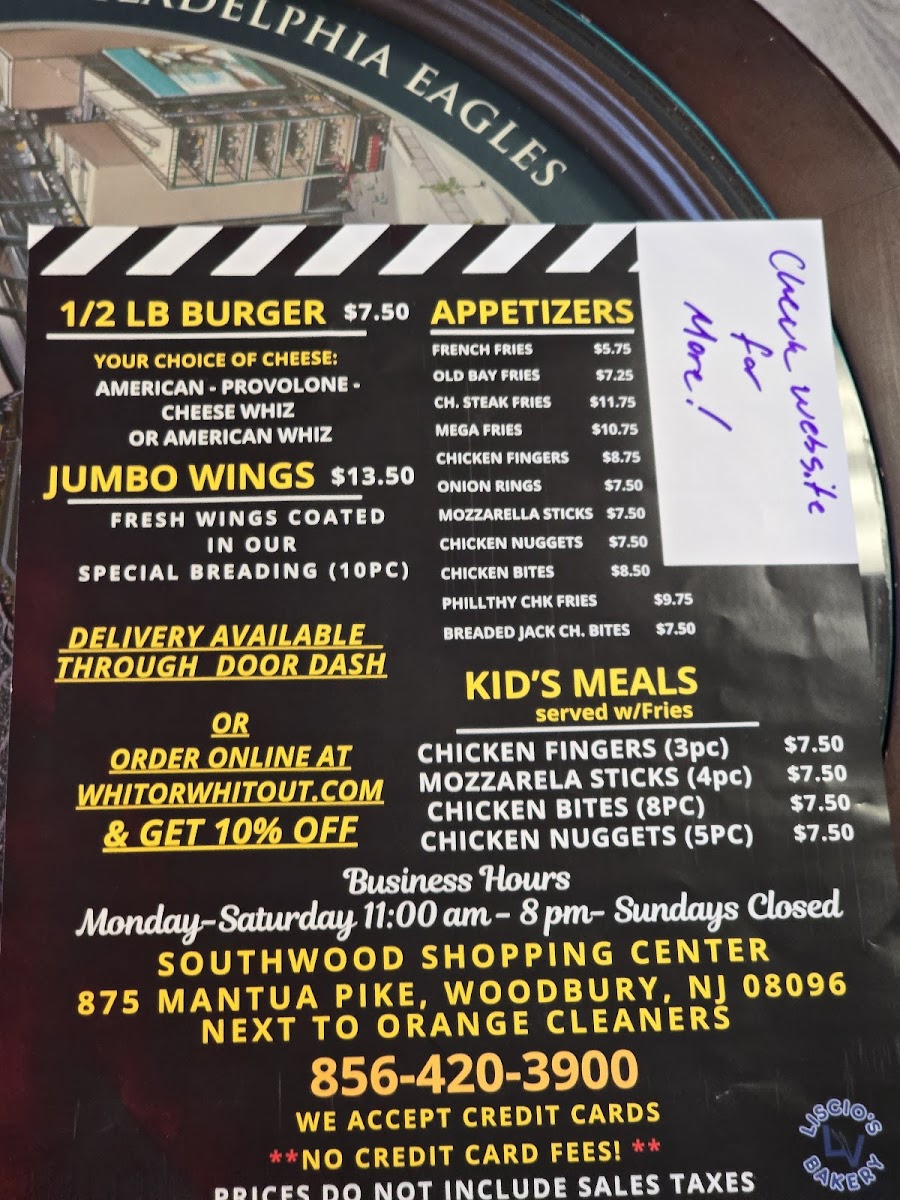 ADELPHIA EAGLES
1/2 LB BURGER $7.50
YOUR CHOICE OF CHEESE:
AMERICAN - PROVOLONE -
CHEESE WHIZ
OR AMERICAN WHIZ
JUMBO WINGS $13.50
FRESH WINGS COATED
IN OUR
SPECIAL BREADING (10PC)
DELIVERY AVAILABLE
THROUGH DOOR DASH
OR
ORDER ONLINE AT
WHITORWHITOUT.COM
& GET 10% OFF
APPETIZERS
FRENCH FRIES $5.75
OLD BAY FRIES $7.25
CH. STEAK FRIES $11.75
MEGA FRIES $10.75
CHICKEN FINGERS $8.75
ONION RINGS $7.50
MOZZARELLA STICKS $7.50
CHICKEN NUGGETS $7.50
CHICKEN BITES $8.50
PHILLTHY CHK FRIES $9.75
BREADED JACK CH. BITES $7.50
Check website
for
More!
KID'S MEALS
served w/Fries
CHICKEN FINGERS (3pc) $7.50
MOZZARELA STICKS (4pc) $7.50
CHICKEN BITES (8PC) $7.50
CHICKEN NUGGETS (5PC) $7.50
Business Hours
Monday-Saturday 11:00 am - 8 pm- Sundays Closed
SOUTHWOOD SHOPPING CENTER
875 MANTUA PIKE, WOODBURY, NJ 08096
NEXT TO ORANGE CLEANERS
856-420-3900
WE ACCEPT CREDIT CARDS
**NO CREDIT CARD FEES! **
PRICES DO NOT INCLUDE SALES TAXES
LISCIO'S
BAKERY